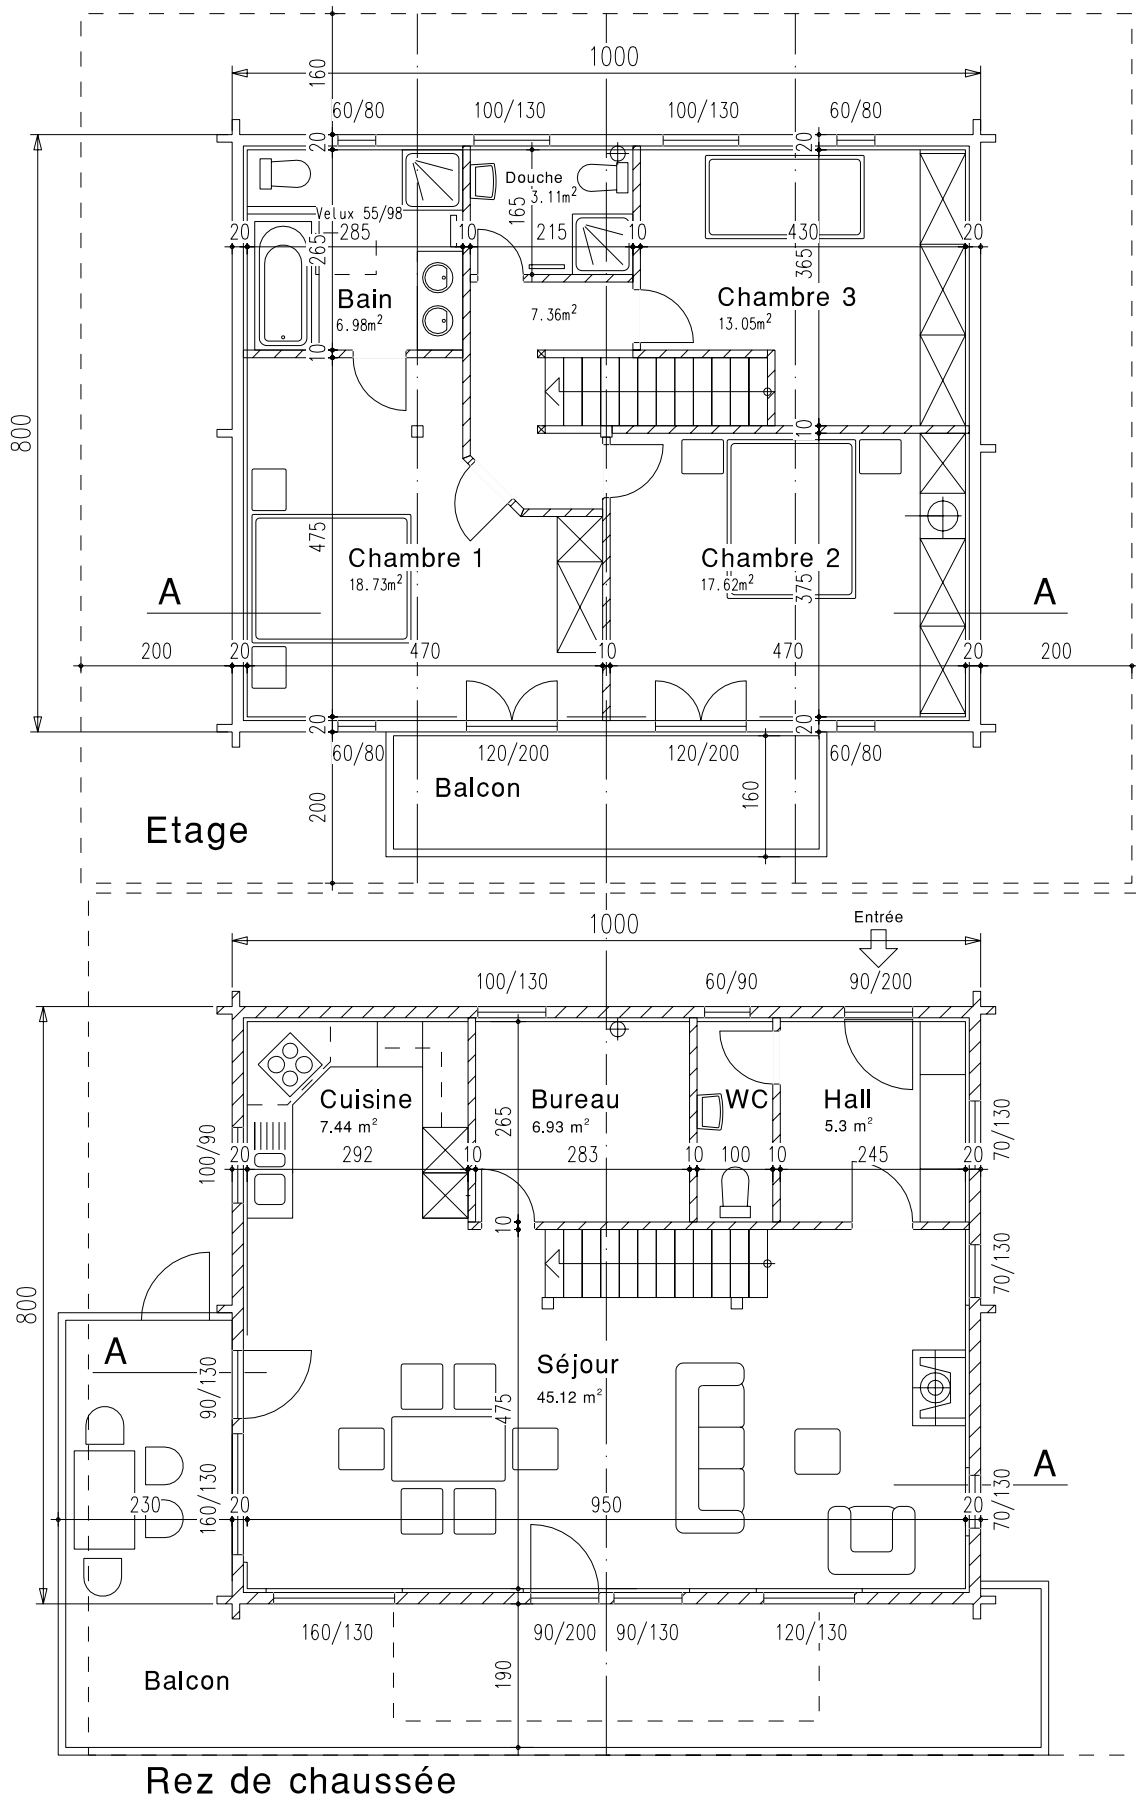 1000
160
60/80 100/130 100/130 60/80
20 20
Douche
3.11m²
165
Velux 55/98
20 285 10 215 10 430 20
265 365
Bain
6.98m²
7.36m²
Chambre 3
13.05m²
10
800
10
475
Chambre 1
18.73m²
Chambre 2
17.62m²
375
A A
200 20 470 10 470 20 200
20 20
60/80 120/200 120/200 60/80
200
Balcon
160
Etage
1000
Entrée
100/130 60/90 90/200
Cuisine
7.44 m²
Bureau
6.93 m²
WC
Hall
5.3 m²
265
100/90
70/130
20 292 10 283 10 100 10 245 20
10
70/130
800
A
Séjour
45.12 m²
90/130
475
A
160/130
70/130
230 20 950 20
160/130 90/200 90/130 120/130
190
Balcon
Rez de chaussée